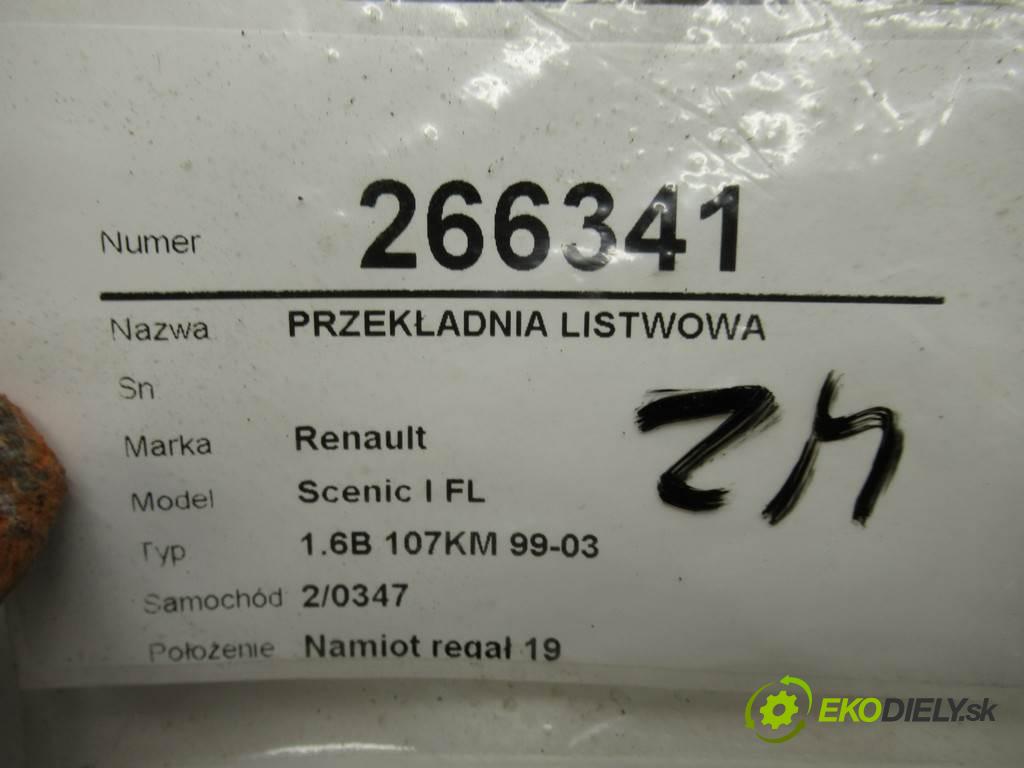 Numer 266341
Nazwa PRZEKŁADNIA LISTWOWA
Sn
Marka Renault
Model Scenic I FL
Typ 1.6B 107KM 99-03
Samochód 2/0347
Położenie Namiot regał 19
EKODIELY.sk